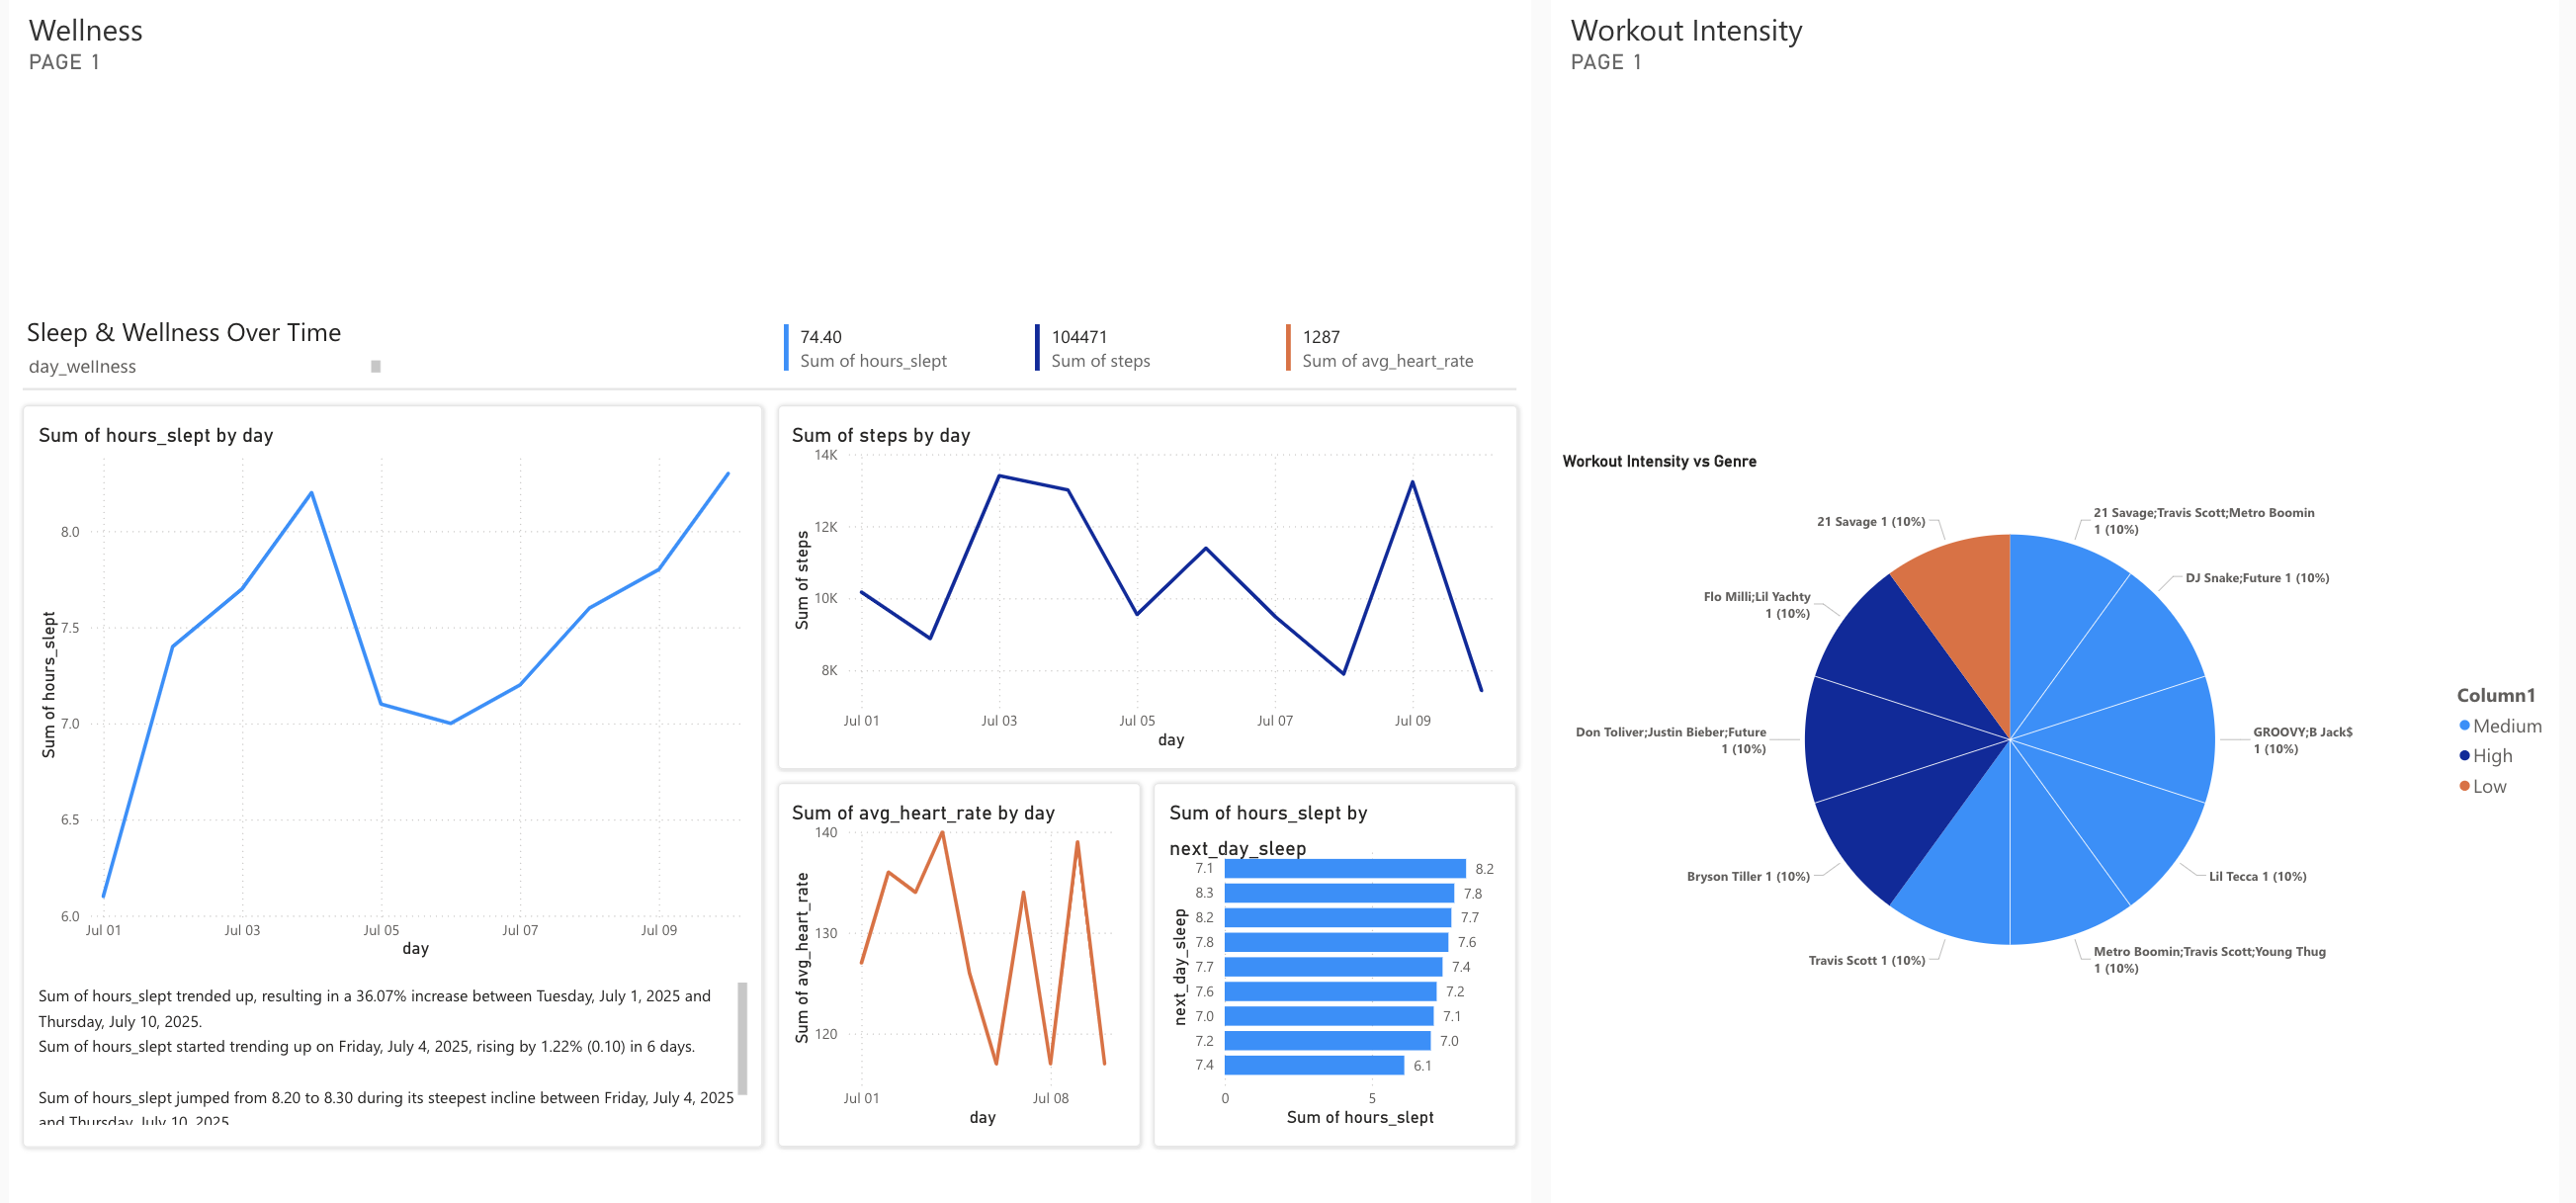 Wellness
PAGE 1
Sleep & Wellness Over Time
day_wellness
74.40
Sum of hours_slept
104471
Sum of steps
1287
Sum of avg_heart_rate
Sum of hours_slept by day
Sum of hours_slept
8.0
7.5
7.0
6.5
6.0
Jul 01
Jul 03
Jul 05
Jul 07
Jul 09
day
Sum of hours_slept trended up, resulting in a 36.07% increase between Tuesday, July 1, 2025 and
Thursday, July 10, 2025.
Sum of hours_slept started trending up on Friday, July 4, 2025, rising by 1.22% (0.10) in 6 days.
Sum of hours_slept jumped from 8.20 to 8.30 during its steepest incline between Friday, July 4, 2025
and Thursday, July 10, 2025
Sum of steps by day
Sum of steps
14K
12K
10K
8K
Jul 01
Jul 03
Jul 05
Jul 07
Jul 09
day
Sum of avg_heart_rate by day
Sum of avg_heart_rate
140
130
120
Jul 01
Jul 08
day
Sum of hours_slept by
next_day_sleep
next_day_sleep
7.1 8.2
8.3 7.8
8.2 7.7
7.8 7.6
7.7 7.4
7.6 7.2
7.0 7.1
7.2 7.0
7.4 6.1
0
5
Sum of hours_slept
Workout Intensity
PAGE 1
Workout Intensity vs Genre
21 Savage;Travis Scott;Metro Boomin
1 (10%)
DJ Snake;Future 1 (10%)
GROOVY;B Jack$
1 (10%)
Lil Tecca 1 (10%)
Metro Boomin;Travis Scott;Young Thug
1 (10%)
Travis Scott 1 (10%)
Bryson Tiller 1 (10%)
Don Toliver;Justin Bieber;Future
1 (10%)
Flo Milli;Lil Yachty
1 (10%)
21 Savage 1 (10%)
Column1
Medium
High
Low